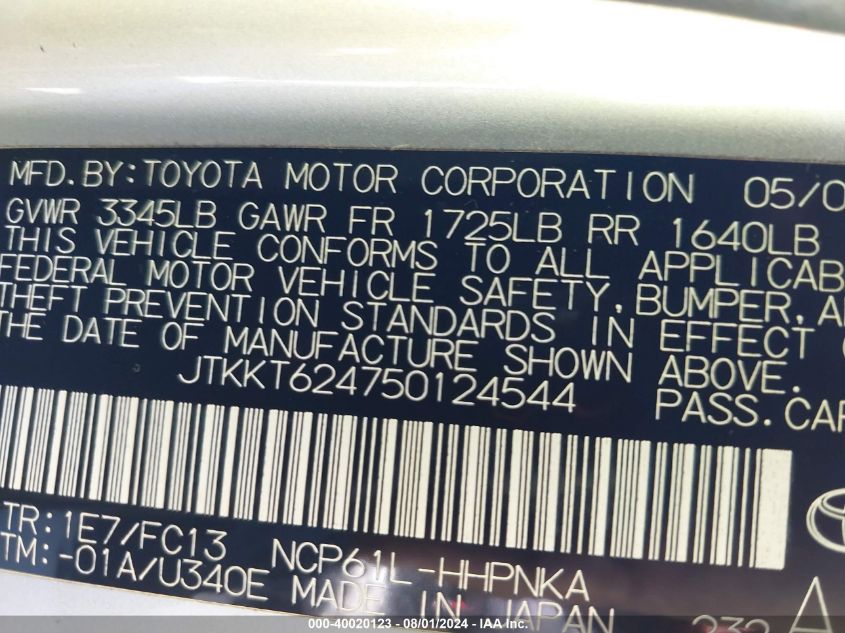 MFD.BY:TOYOTA MOTOR CORPORATION 05/0
GVWR 3345LB GAWR FR 1725LB RR 1640LB
THIS VEHICLE CONFORMS TO ALL APPLICAB
FEDERAL MOTOR VEHICLE SAFETY,BUMPER,A
THEFT PREVENTION STANDARDS IN EFFECT
THE DATE OF MANUFACTURE SHOWN ABOVE.
JTKKT624750124544 PASS.CAR
TR:1E7/FC13 NCP61L-HHPNKA
TM:-01A/U340E MADE IN JAPAN 232 A
000-40020123 - 08/01/2024 - IAA Inc.